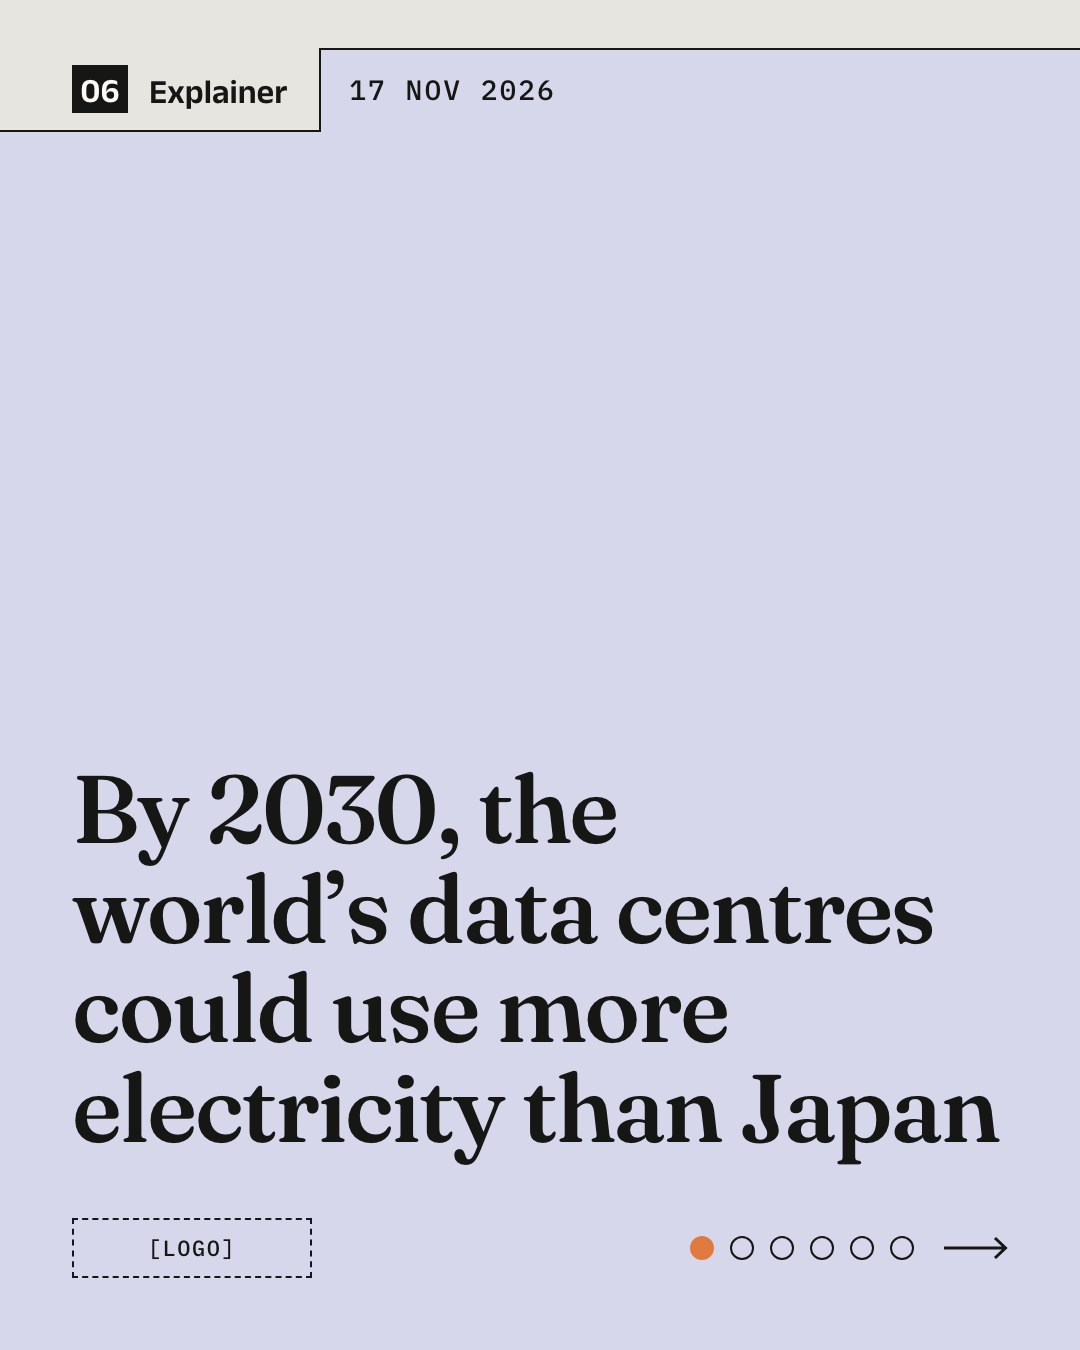 06 Explainer
17 NOV 2026
By 2030, the
world’s data centres
could use more
electricity than Japan
[LOGO]